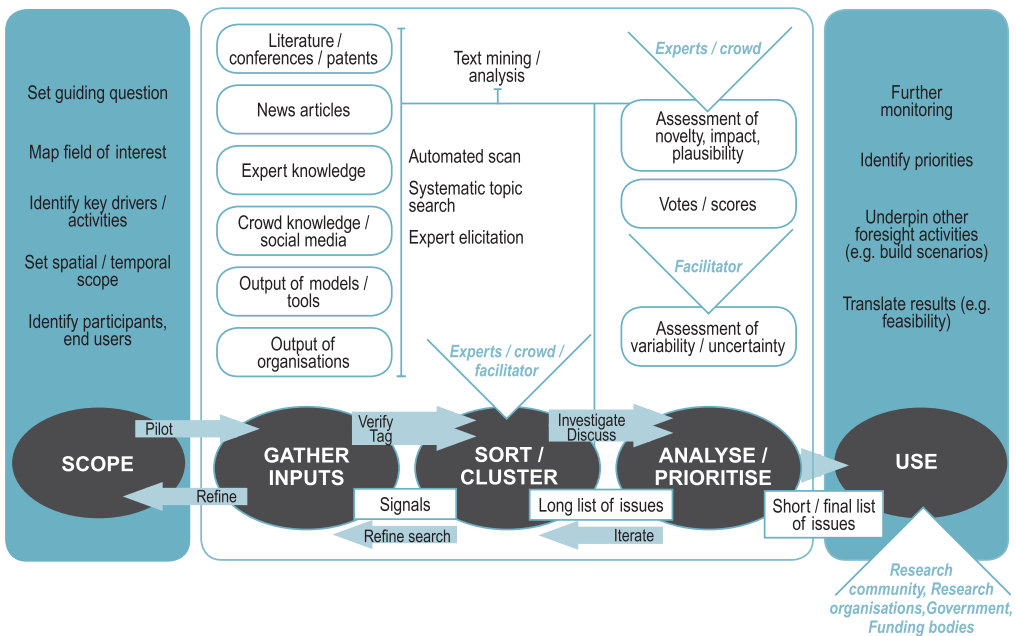 Set guiding question
Map field of interest
Identify key drivers /
activities
Set spatial / temporal
scope
Identify participants,
end users
Literature /
conferences / patents
News articles
Expert knowledge
Crowd knowledge /
social media
Output of models /
tools
Output of
organisations
Text mining /
analysis
Automated scan
Systematic topic
search
Expert elicitation
Experts / crowd /
facilitator
Experts / crowd
Assessment of
novelty, impact,
plausibility
Votes / scores
Facilitator
Assessment of
variability / uncertainty
Further
monitoring
Identify priorities
Underpin other
foresight activities
(e.g. build scenarios)
Translate results (e.g.
feasibility)
SCOPE
Pilot
Refine
GATHER
INPUTS
Verify
Tag
Signals
Refine search
SORT /
CLUSTER
Investigate
Discuss
Long list of issues
Iterate
ANALYSE /
PRIORITISE
Short / final list
of issues
USE
Research
community, Research
organisations,Government,
Funding bodies